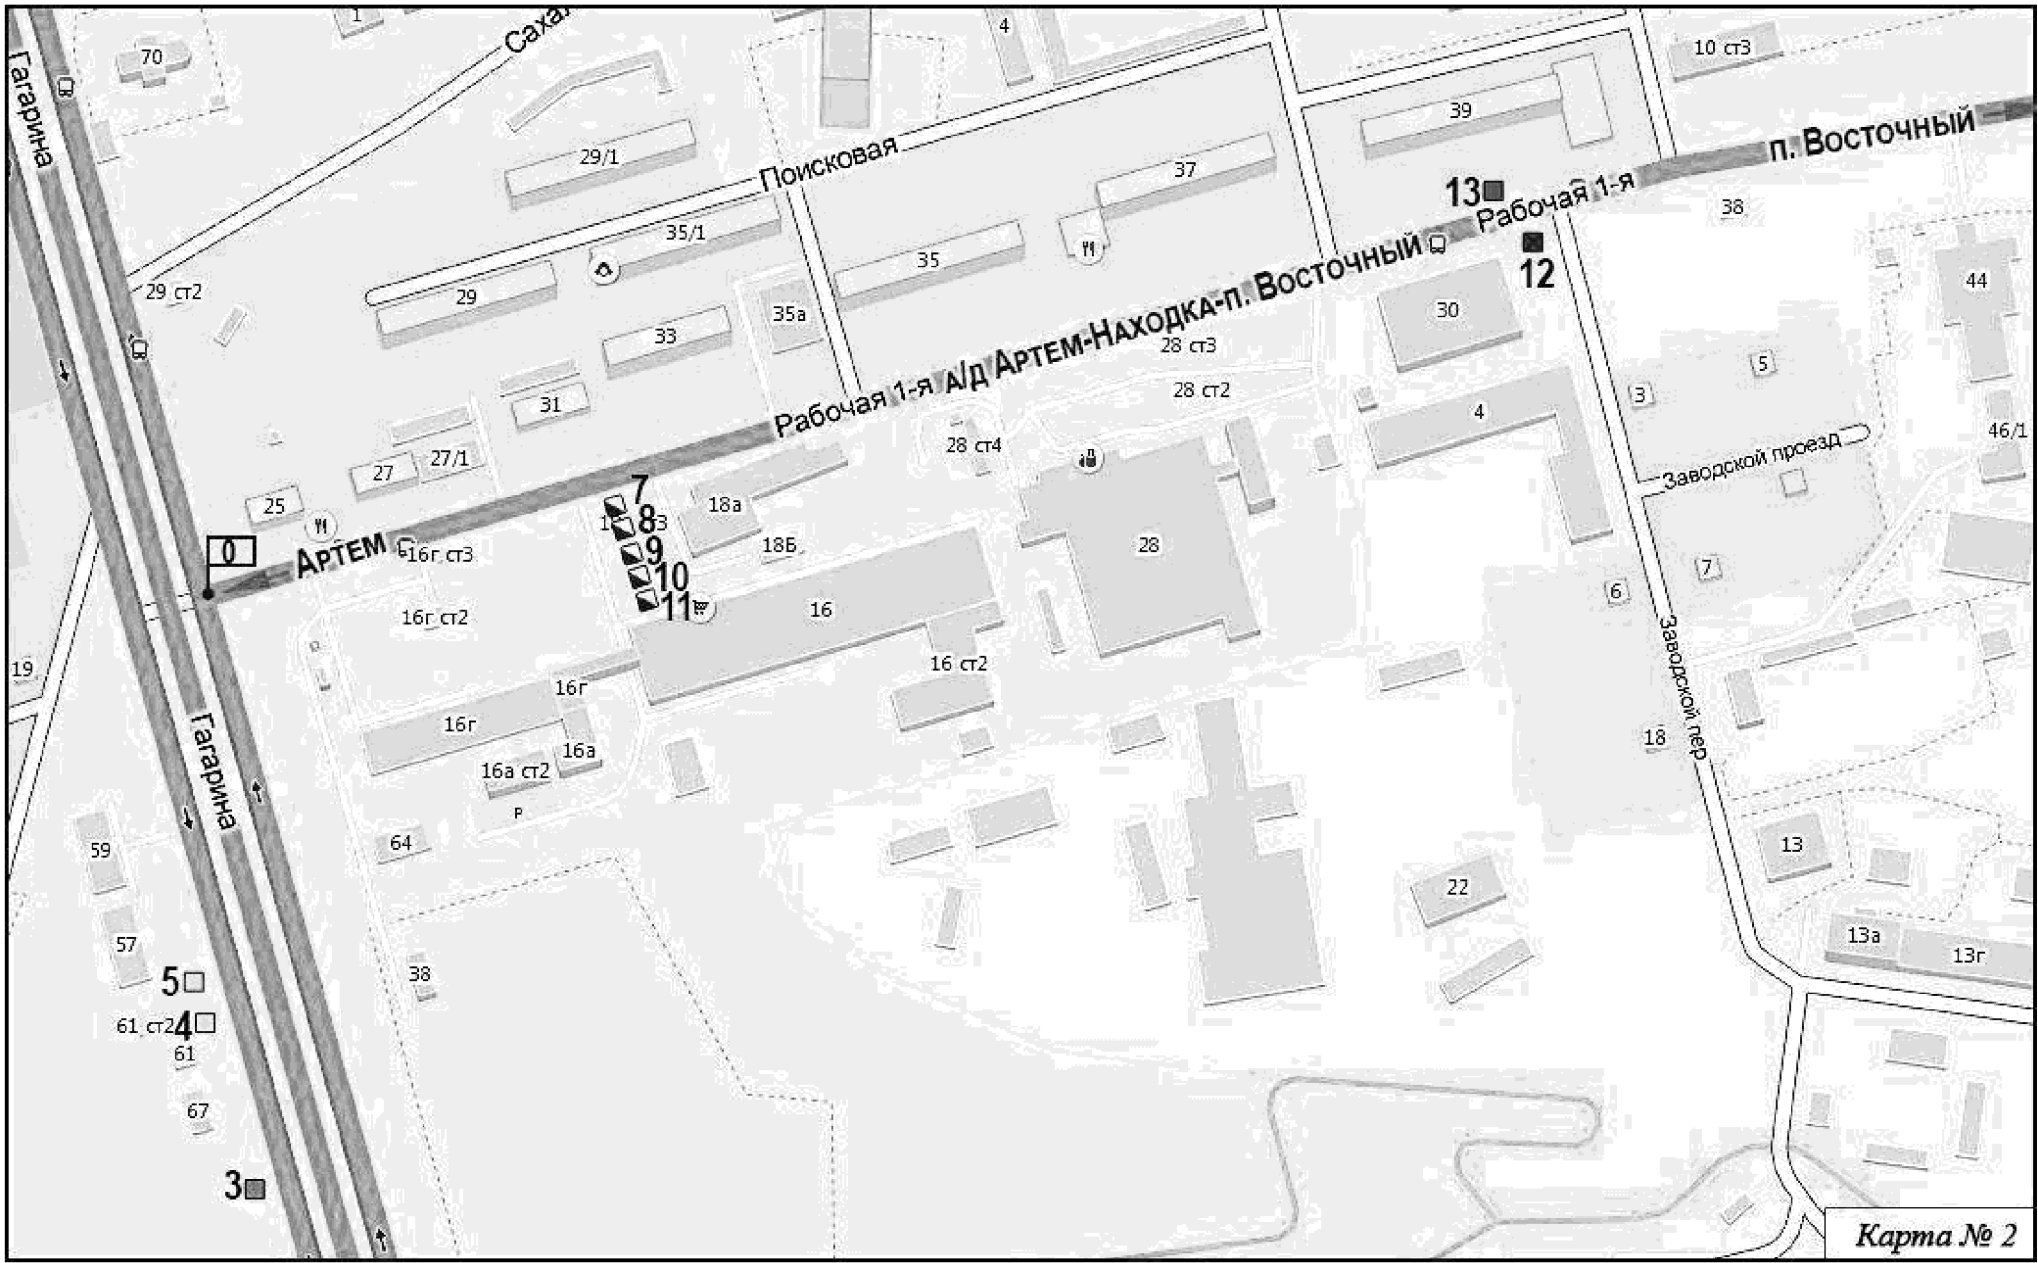 1
Сахал
4
10 ст3
70
Гагарина
39
п. Восточный
29/1
Поисковая
37
13
Рабочая 1-я
38
35/1
35
12
44
29 ст2
29
35а
30
33
28 ст3
а/д Артем-Находка-п. Восточный
5
31
Рабочая 1-я
28 ст2
3
4
46/1
27
27/1
28 ст4
Заводской проезд
25
7
18а
8
0
Артем
16г ст3
9
18Б
28
10
7
16г ст2
11
16
6
19
16 ст2
16г
Заводской пер
16г
Гагарина
16а
18
16а ст2
P
64
13
59
22
57
13а
13г
5
38
61 ст2
4
61
67
3
Карта № 2